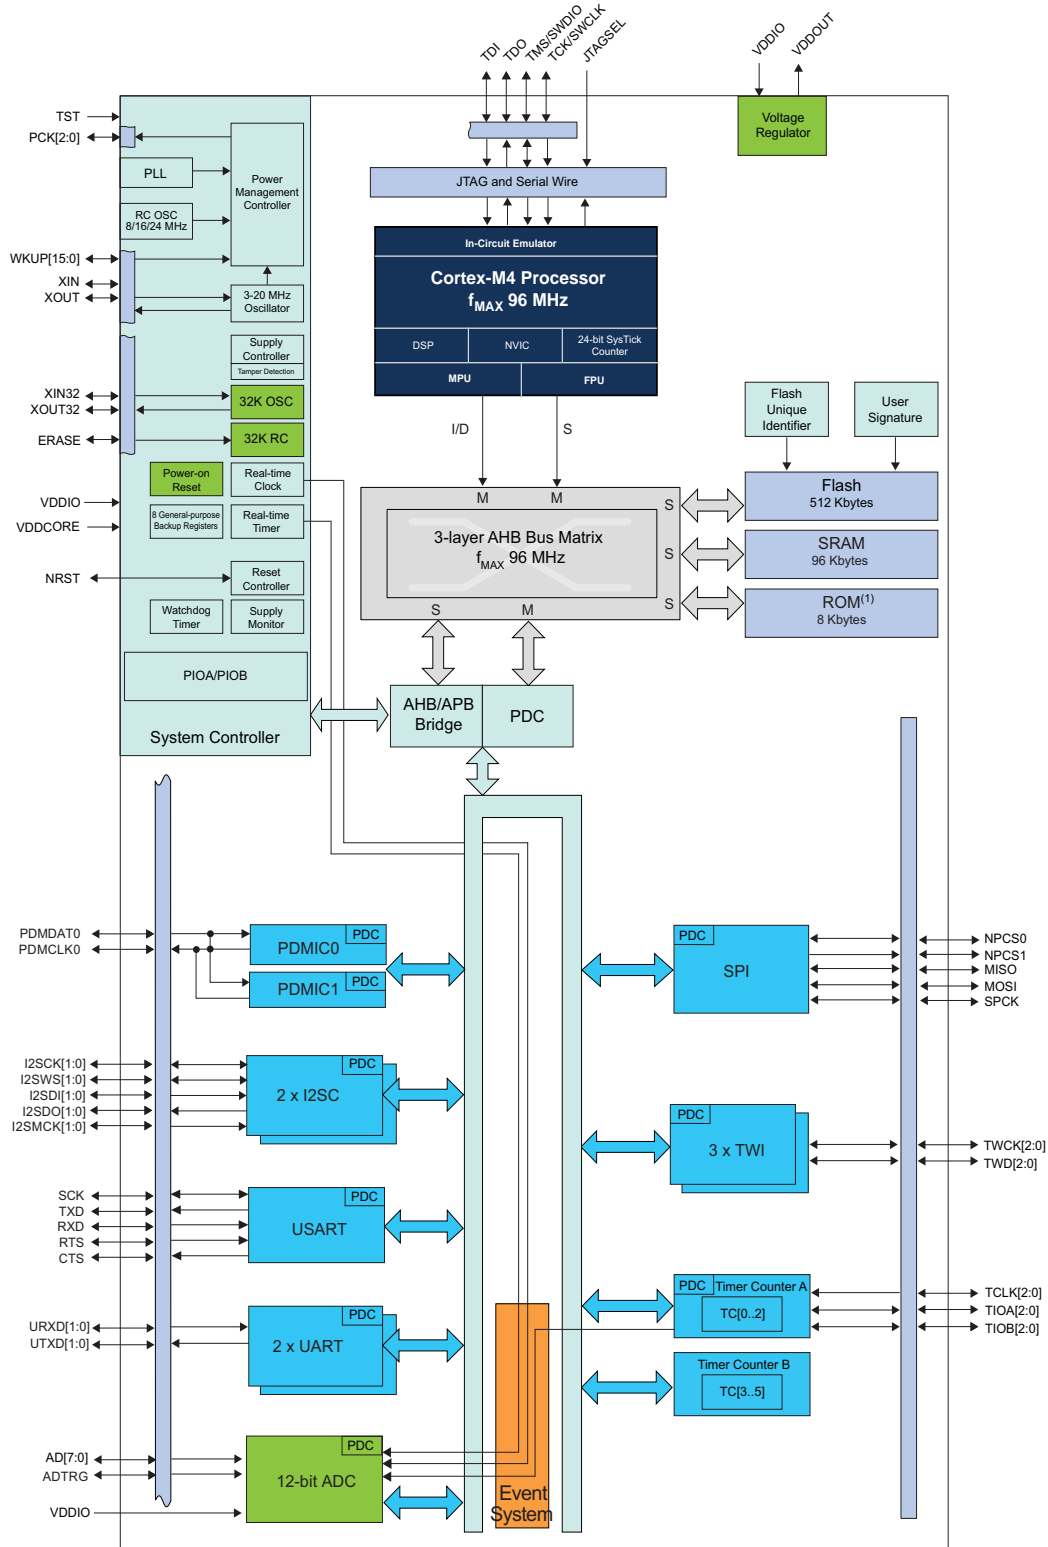 TDI
TDO
TMS/SWDIO
TCK/SWCLK
JTAGSEL
VDDIO
VDDOUT
TST
PCK[2:0]
PLL
RC OSC
8/16/24 MHz
Power
Management
Controller
Voltage
Regulator
JTAG and Serial Wire
In-Circuit Emulator
Cortex-M4 Processor
fMAX 96 MHz
DSP
NVIC
24-bit SysTick
Counter
MPU
FPU
WKUP[15:0]
XIN
XOUT
3-20 MHz
Oscillator
Supply
Controller
Tamper Detection
XIN32
XOUT32
32K OSC
ERASE
32K RC
Power-on
Reset
Real-time
Clock
VDDIO
VDDCORE
8 General-purpose
Backup Registers
Real-time
Timer
NRST
Reset
Controller
Watchdog
Timer
Supply
Monitor
PIOA/PIOB
System Controller
I/D
S
M
M
3-layer AHB Bus Matrix
fMAX 96 MHz
S
S
S
S
M
Flash
Unique
Identifier
User
Signature
Flash
512 Kbytes
SRAM
96 Kbytes
ROM(1)
8 Kbytes
AHB/APB
Bridge
PDC
PDMDAT0
PDMCLK0
PDMIC0
PDC
PDMIC1
PDC
I2SCK[1:0]
I2SWS[1:0]
I2SDI[1:0]
I2SDO[1:0]
I2SMCK[1:0]
PDC
2 x I2SC
SCK
TXD
RXD
RTS
CTS
PDC
USART
URXD[1:0]
UTXD[1:0]
PDC
2 x UART
AD[7:0]
ADTRG
VDDIO
PDC
12-bit ADC
Event
System
PDC
SPI
NPCS0
NPCS1
MISO
MOSI
SPCK
PDC
3 x TWI
TWCK[2:0]
TWD[2:0]
PDC
Timer Counter A
TC[0..2]
TCLK[2:0]
TIOA[2:0]
TIOB[2:0]
Timer Counter B
TC[3..5]